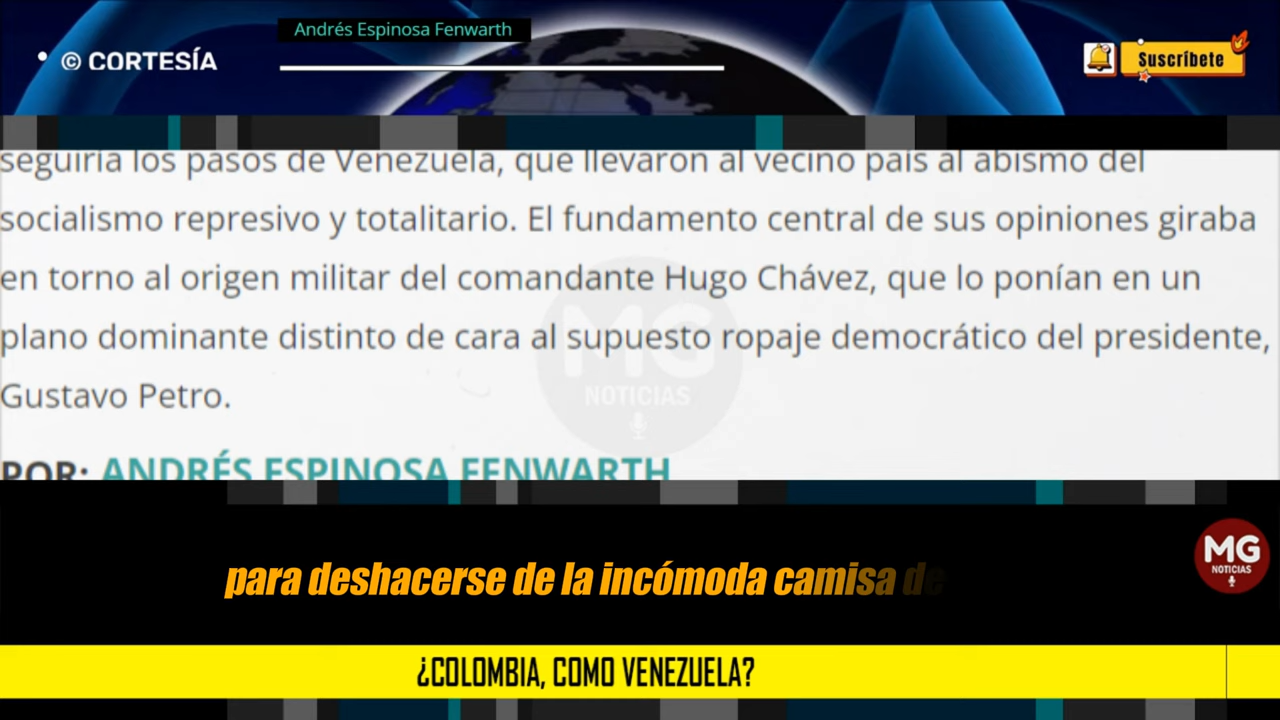 Andrés Espinosa Fenwarth
© CORTESÍA
Suscríbete
seguiría los pasos de Venezuela, que llevaron al vecino país al abismo del
socialismo represivo y totalitario. El fundamento central de sus opiniones giraba
en torno al origen militar del comandante Hugo Chávez, que lo ponían en un
plano dominante distinto de cara al supuesto ropaje democrático del presidente,
Gustavo Petro.
MG
NOTICIAS
POR: ANDRÉS ESPINOSA FENWARTH
MG
NOTICIAS
para deshacerse de la incómoda camisa de
¿COLOMBIA, COMO VENEZUELA?